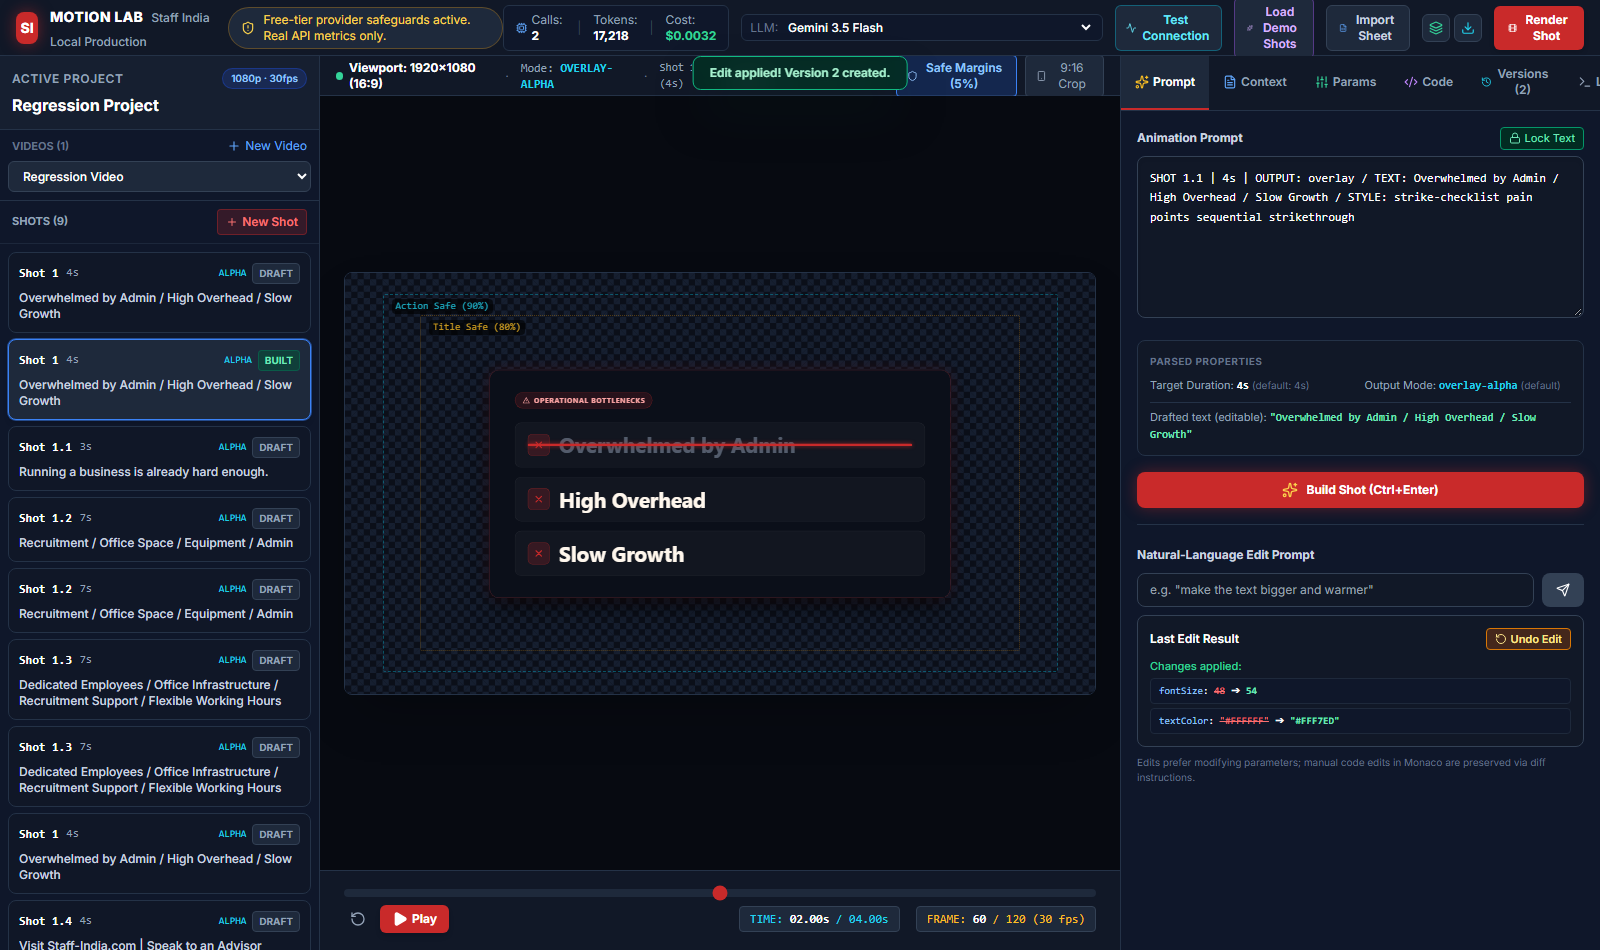 SI
MOTION LAB Staff India
Local Production
Free-tier provider safeguards active.
Real API metrics only.
Calls:
2
Tokens:
17,218
Cost:
$0.0032
LLM: Gemini 3.5 Flash
Test
Connection
Load
Demo
Shots
Import
Sheet
Render
Shot
ACTIVE PROJECT
1080p · 30fps
Regression Project
VIDEOS (1)
+ New Video
Regression Video
SHOTS (9)
+ New Shot
Shot 1 4s ALPHA DRAFT
Overwhelmed by Admin / High Overhead / Slow
Growth
Shot 1 4s ALPHA BUILT
Overwhelmed by Admin / High Overhead / Slow
Growth
Shot 1.1 3s ALPHA DRAFT
Running a business is already hard enough.
Shot 1.2 7s ALPHA DRAFT
Recruitment / Office Space / Equipment / Admin
Shot 1.2 7s ALPHA DRAFT
Recruitment / Office Space / Equipment / Admin
Shot 1.3 7s ALPHA DRAFT
Dedicated Employees / Office Infrastructure /
Recruitment Support / Flexible Working Hours
Shot 1.3 7s ALPHA DRAFT
Dedicated Employees / Office Infrastructure /
Recruitment Support / Flexible Working Hours
Shot 1 4s ALPHA DRAFT
Overwhelmed by Admin / High Overhead / Slow
Growth
Shot 1.4 4s ALPHA DRAFT
Visit Staff-India.com | Speak to an Advisor
Viewport: 1920×1080
(16:9)
· Mode: OVERLAY-
ALPHA
· Shot
(4s)
Edit applied! Version 2 created.
Safe Margins
(5%)
9:16
Crop
Action Safe (90%)
Title Safe (80%)
OPERATIONAL BOTTLENECKS
Overwhelmed by Admin
High Overhead
Slow Growth
Play
TIME: 02.00s / 04.00s
FRAME: 60 / 120 (30 fps)
Prompt
Context
Params
Code
Versions
(2)
Animation Prompt
Lock Text
SHOT 1.1 | 4s | OUTPUT: overlay / TEXT: Overwhelmed by Admin /
High Overhead / Slow Growth / STYLE: strike-checklist pain
points sequential strikethrough
PARSED PROPERTIES
Target Duration: 4s (default: 4s)
Output Mode: overlay-alpha (default)
Drafted text (editable): "Overwhelmed by Admin / High Overhead / Slow
Growth"
Build Shot (Ctrl+Enter)
Natural-Language Edit Prompt
e.g. "make the text bigger and warmer"
Last Edit Result
Undo Edit
Changes applied:
fontSize: 48 ➔ 54
textColor: "#FFFFFF" ➔ "#FFF7ED"
Edits prefer modifying parameters; manual code edits in Monaco are preserved via diff
instructions.